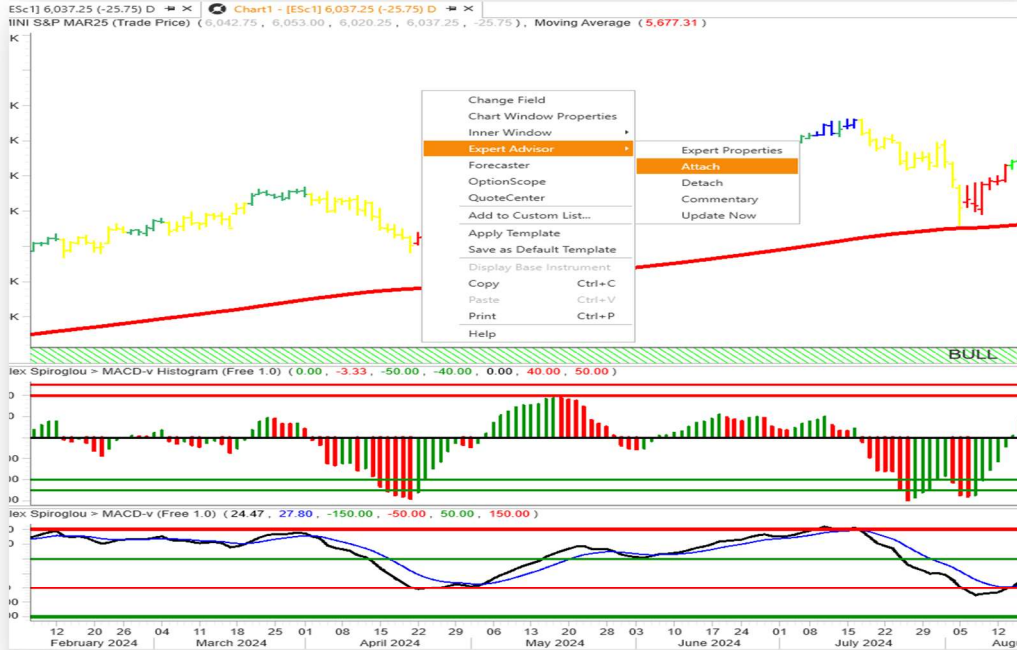 ESc1] 6,037.25 (-25.75) D
Chart1 - [ESc1] 6,037.25 (-25.75) D
S&P MAR25 (Trade Price) (6,042.75, 6,053.00, 6,020.25, 6,037.25, -25.75), Moving Average (5,677.31)
K
K
K
K
K
K
K
Change Field
Chart Window Properties
Inner Window
Expert Advisor
Forecaster
OptionScope
QuoteCenter
Add to Custom List...
Apply Template
Save as Default Template
Display Base Instrument
Copy Ctrl+C
Paste Ctrl+V
Print Ctrl+P
Help
Expert Properties
Attach
Detach
Commentary
Update Now
BULL
lex Spiroglou > MACD-v Histogram (Free 1.0) (0.00, -3.33, -50.00, -40.00, 0.00, 40.00, 50.00)
lex Spiroglou > MACD-v (Free 1.0) (24.47, 27.80, -150.00, -50.00, 50.00, 150.00)
12 20 26 04 11 18 25 01 08 15 22 29 06 13 20 28 03 10 17 24 01 08 15 22 29 05 12
February 2024 March 2024 April 2024 May 2024 June 2024 July 2024